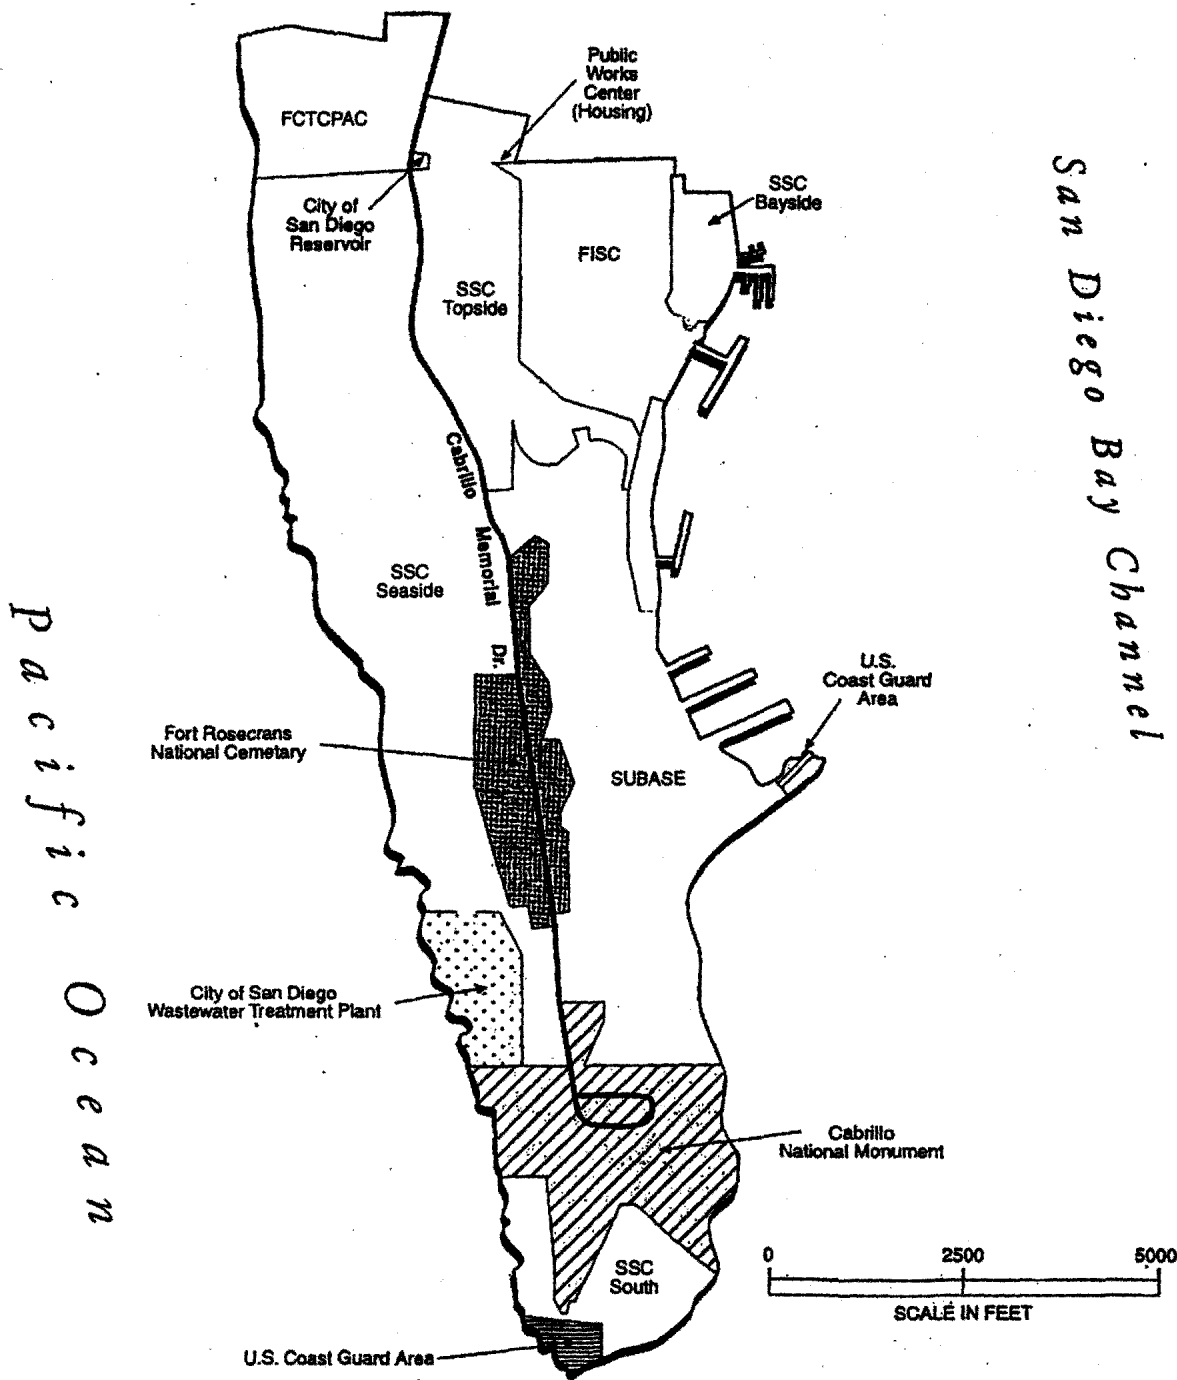 Public
Works
Center
(Housing)
FCTCPAC
SSC
Bayside
City of
San Diego
Reservoir
FISC
SSC
Topside
San Diego Bay Channel
Cabrillo Memorial Dr.
SSC
Seaside
Pacific Ocean
U.S.
Coast Guard
Area
Fort Rosecrans
National Cemetary
SUBASE
City of San Diego
Wastewater Treatment Plant
Cabrillo
National Monument
SSC
South
0 2500 5000
SCALE IN FEET
U.S. Coast Guard Area